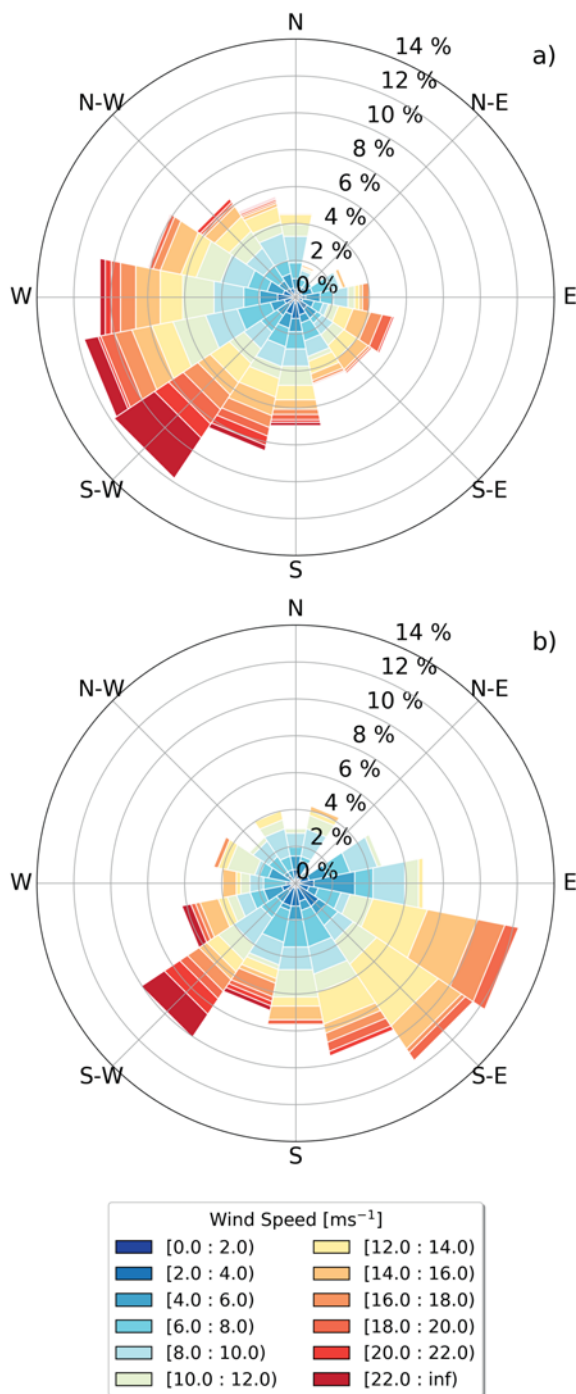 N
14 %
a)
12 %
N-W
N-E
10 %
8 %
6 %
4 %
2 %
0 %
W
E
S-W
S-E
S
N
14 %
b)
12 %
N-W
N-E
10 %
8 %
6 %
4 %
2 %
0 %
W
E
S-W
S-E
S
Wind Speed [ms⁻¹]
[0.0 : 2.0) [12.0 : 14.0)
[2.0 : 4.0) [14.0 : 16.0)
[4.0 : 6.0) [16.0 : 18.0)
[6.0 : 8.0) [18.0 : 20.0)
[8.0 : 10.0) [20.0 : 22.0)
[10.0 : 12.0) [22.0 : inf)